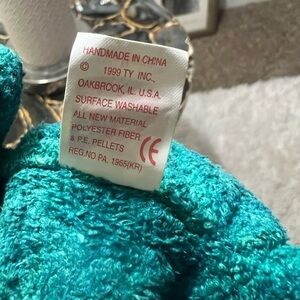 HANDMADE IN CHINA
© 1999 TY INC.,
OAKBROOK, IL. U.S.A.
SURFACE WASHABLE
ALL NEW MATERIAL
POLYESTER FIBER
& P.E. PELLETS CE
REG.NO PA. 1965(KR)